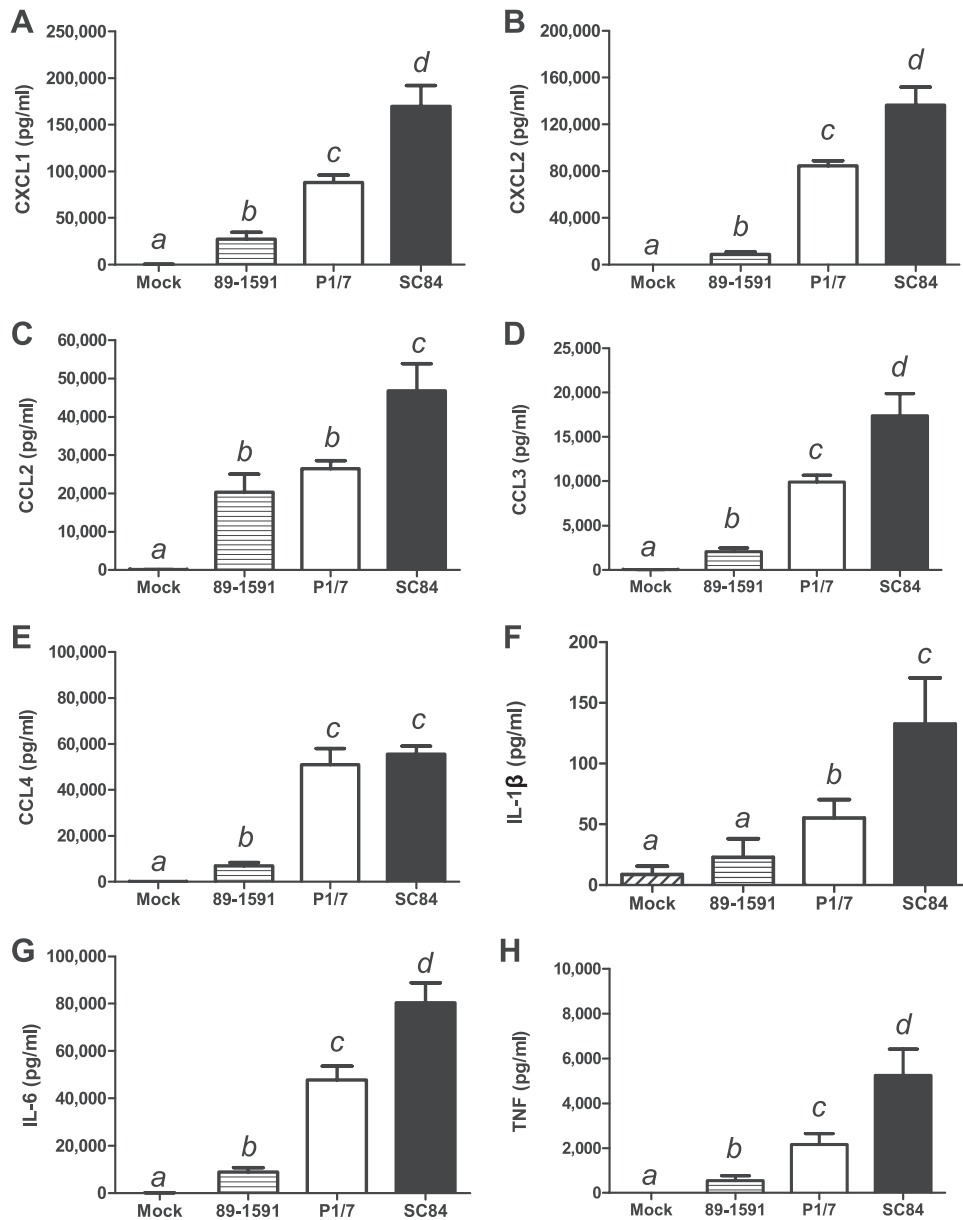 A
CXCL1 (pg/ml)
250,000
200,000
150,000
100,000
50,000
0
a
b
c
d
Mock
89-1591
P1/7
SC84
B
CXCL2 (pg/ml)
200,000
160,000
120,000
80,000
40,000
0
a
b
c
d
Mock
89-1591
P1/7
SC84
C
CCL2 (pg/ml)
60,000
50,000
40,000
30,000
20,000
10,000
0
a
b
b
c
Mock
89-1591
P1/7
SC84
D
CCL3 (pg/ml)
25,000
20,000
15,000
10,000
5,000
0
a
b
c
d
Mock
89-1591
P1/7
SC84
E
CCL4 (pg/ml)
100,000
80,000
60,000
40,000
20,000
0
a
b
c
c
Mock
89-1591
P1/7
SC84
F
IL-1β (pg/ml)
200
150
100
50
0
a
a
b
c
Mock
89-1591
P1/7
SC84
G
IL-6 (pg/ml)
100,000
80,000
60,000
40,000
20,000
0
a
b
c
d
Mock
89-1591
P1/7
SC84
H
TNF (pg/ml)
10,000
8,000
6,000
4,000
2,000
0
a
b
c
d
Mock
89-1591
P1/7
SC84